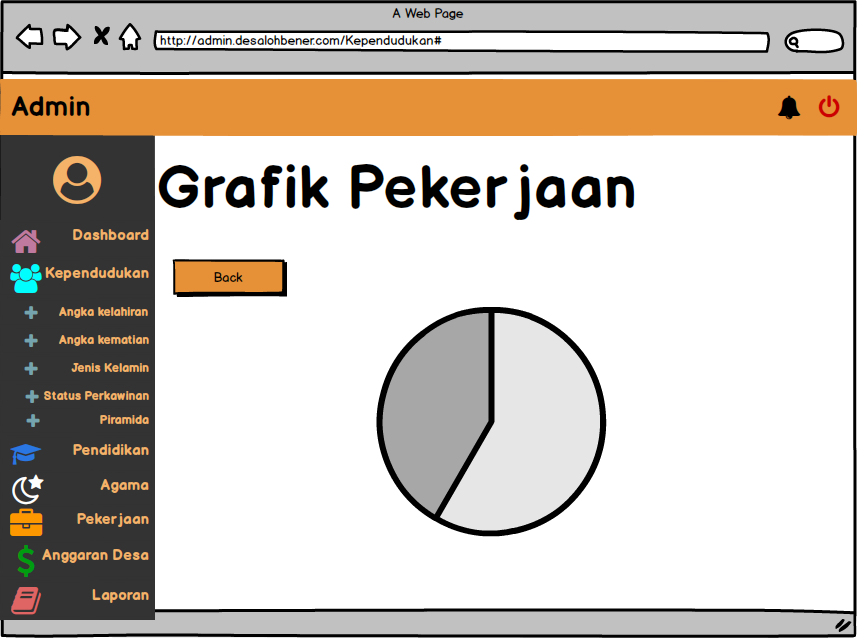 A Web Page
http://admin.desalohbener.com/Kependudukan#
Admin
Grafik Pekerjaan
Back
Dashboard
Kependudukan
Angka kelahiran
Angka kematian
Jenis Kelamin
Status Perkawinan
Piramida
Pendidikan
Agama
Pekerjaan
Anggaran Desa
Laporan